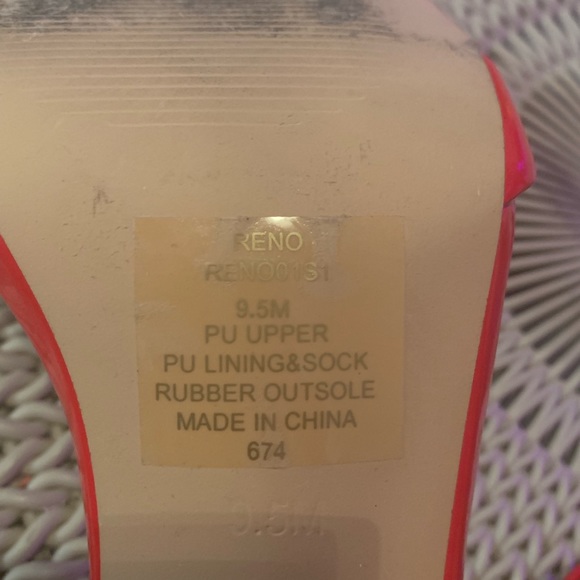 RENO
RENO01S1
9.5M
PU UPPER
PU LINING&SOCK
RUBBER OUTSOLE
MADE IN CHINA
674
9.5M